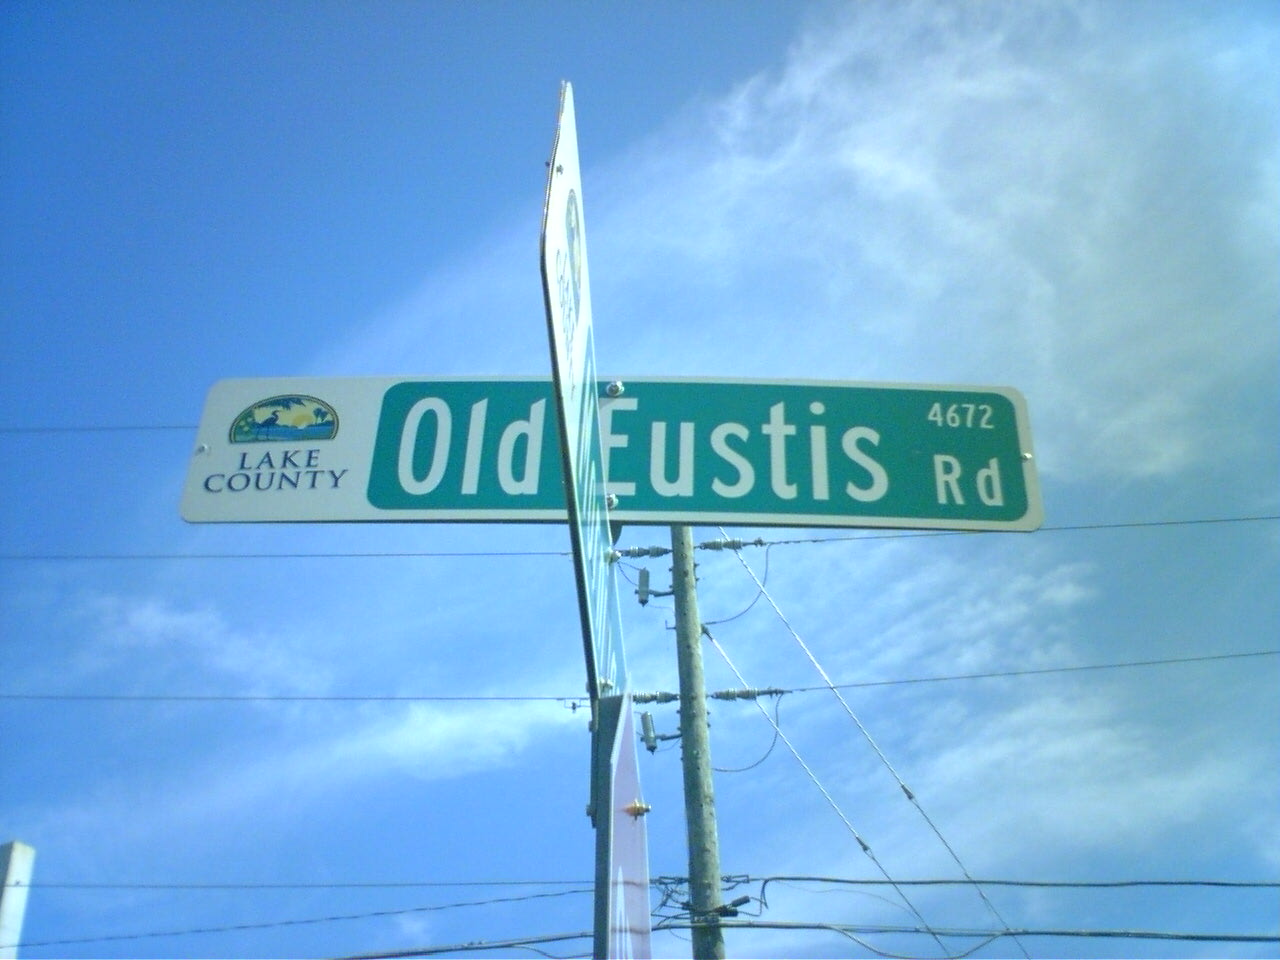 LAKE
COUNTY
Old Eustis Rd
4672